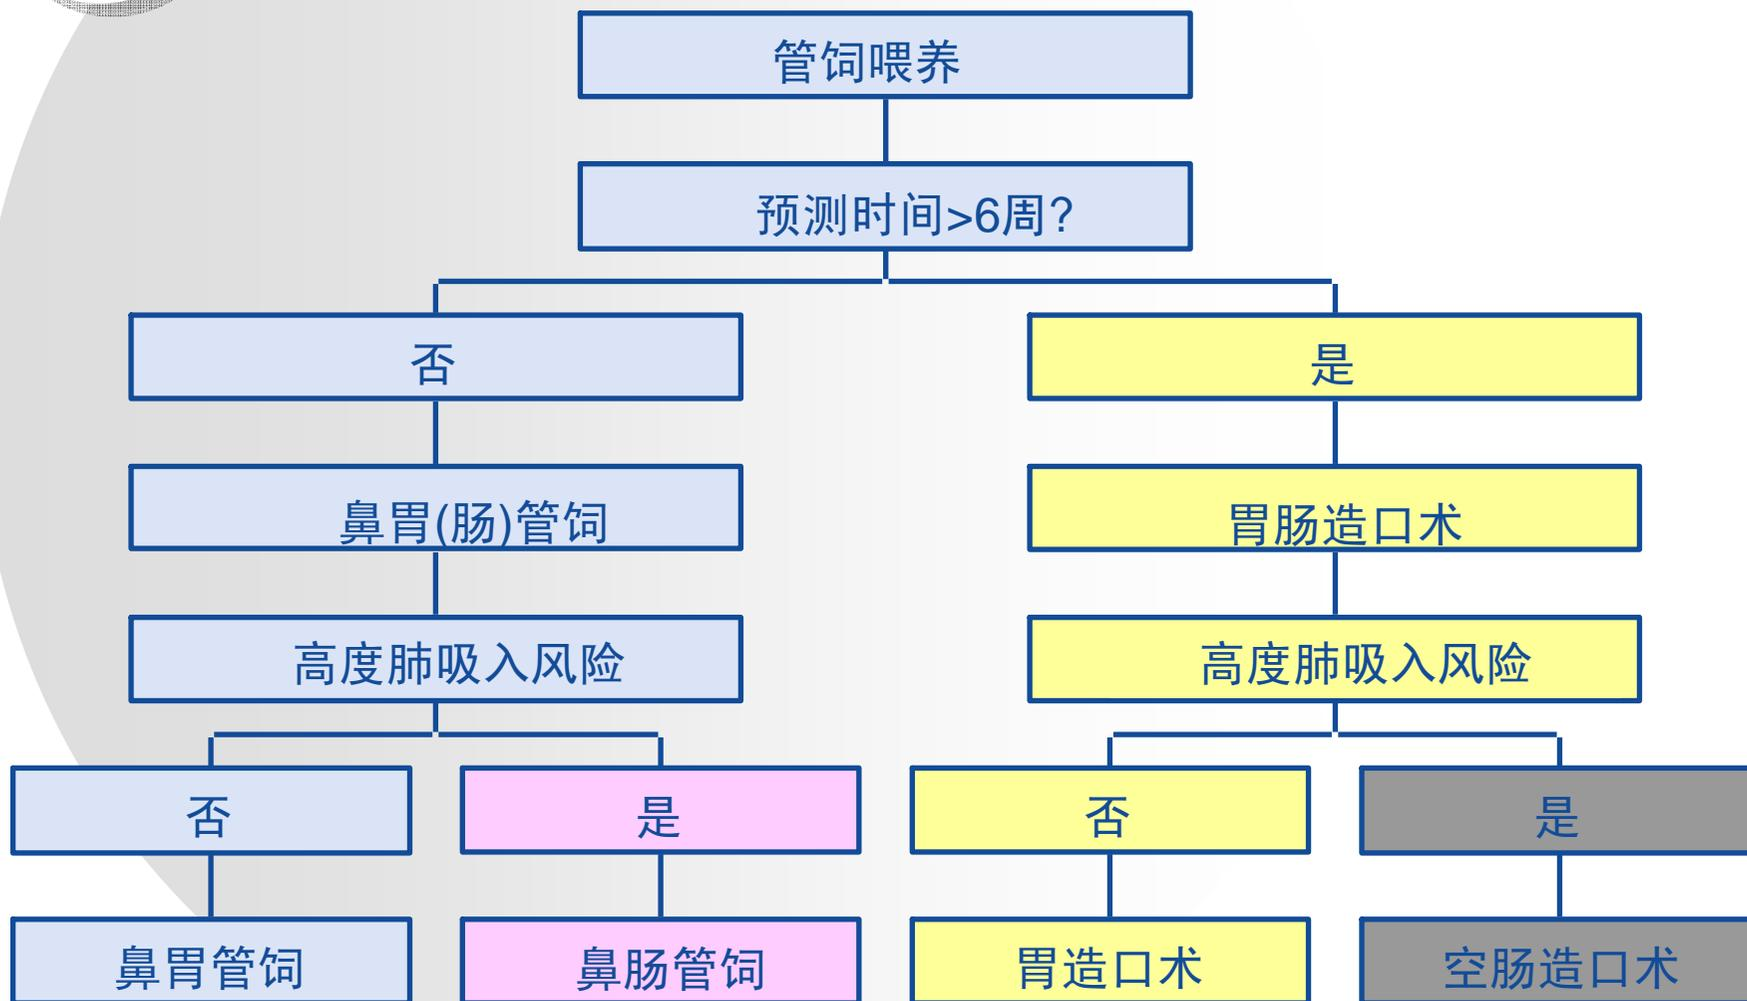 管饲喂养
预测时间>6周?
否
是
鼻胃(肠)管饲
胃肠造口术
高度肺吸入风险
高度肺吸入风险
否
是
否
是
鼻胃管饲
鼻肠管饲
胃造口术
空肠造口术